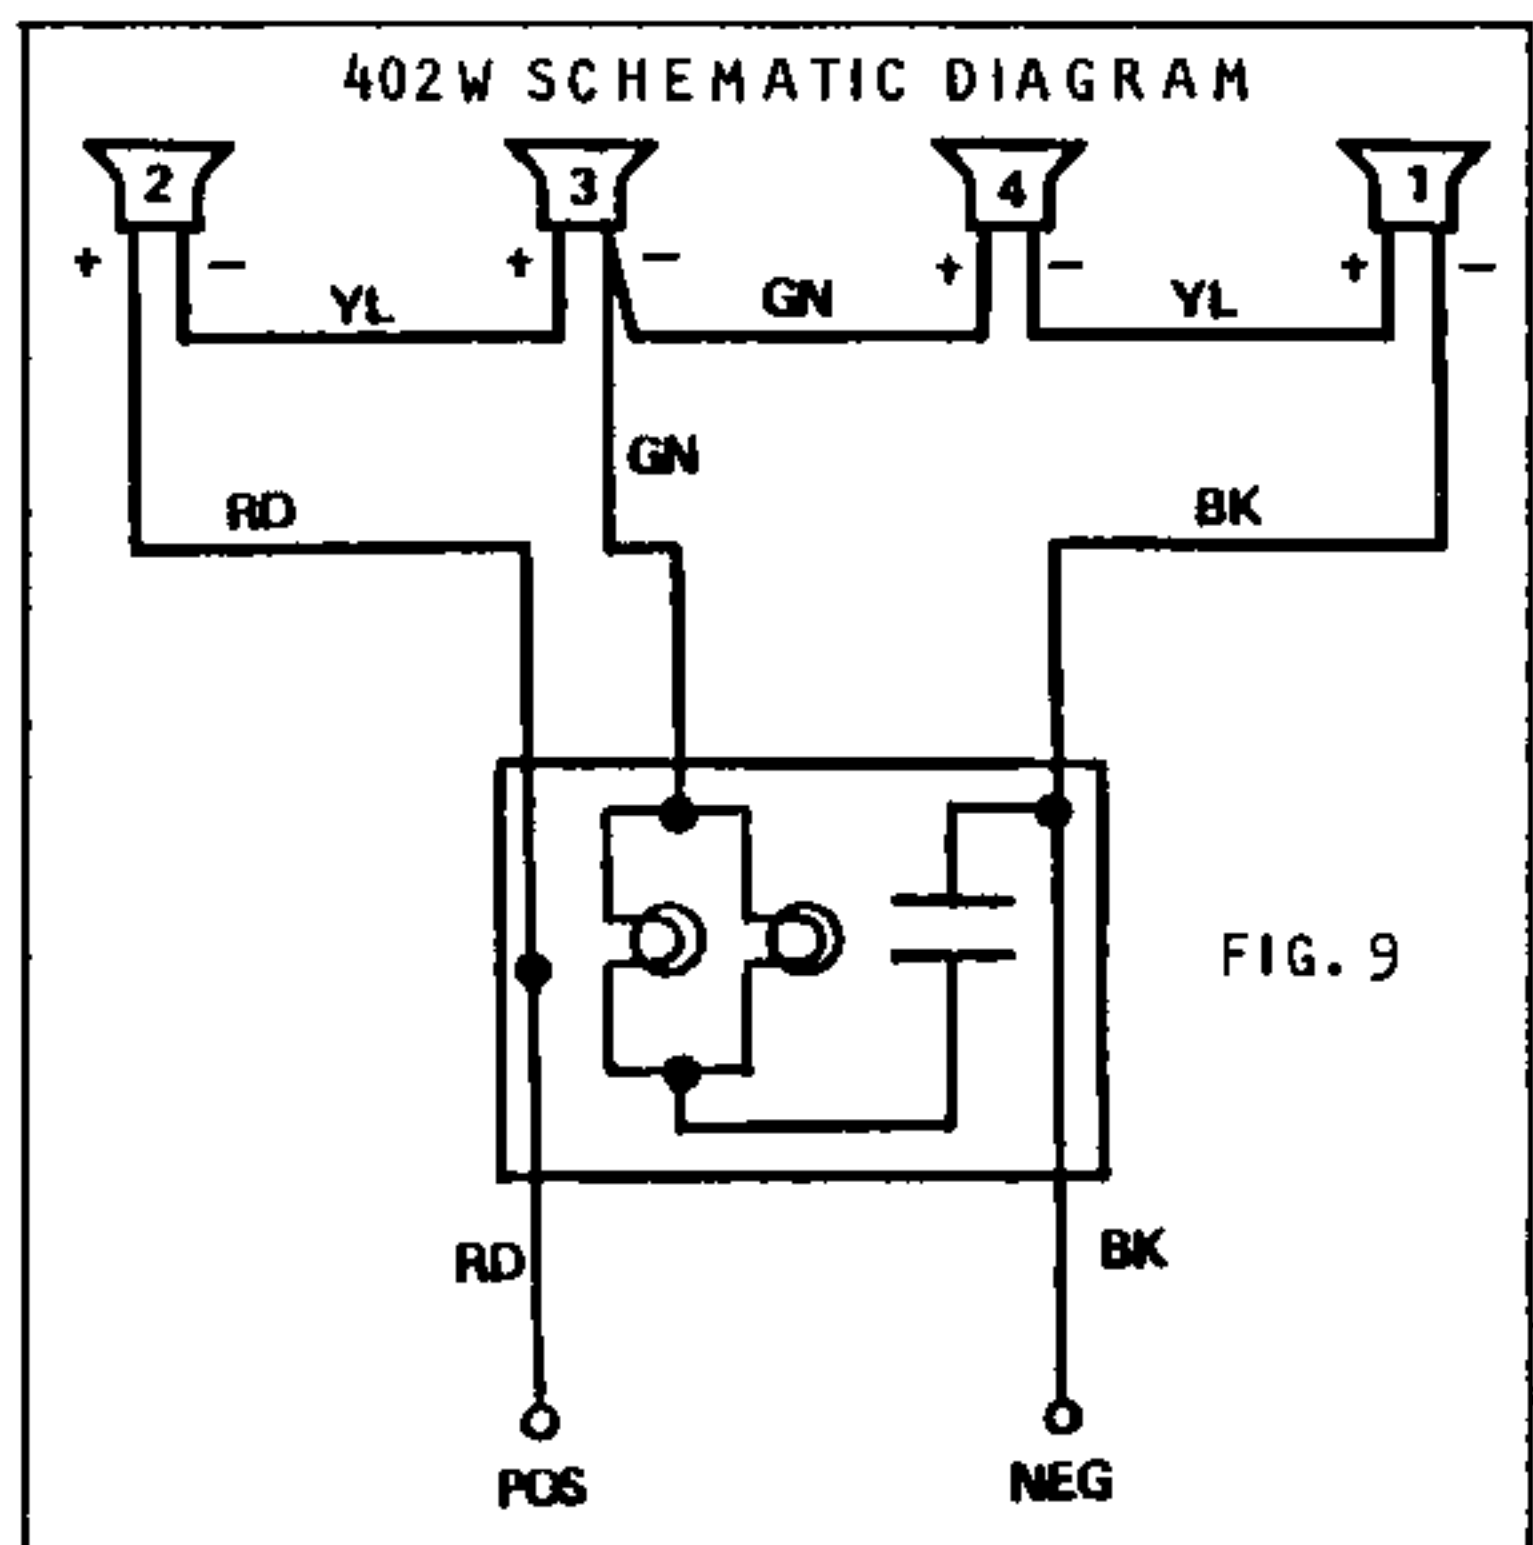 402W SCHEMATIC DIAGRAM
2 3 4 1
+ − + − + − + −
YL GN YL
GN
RD BK
FIG. 9
RD BK
POS NEG